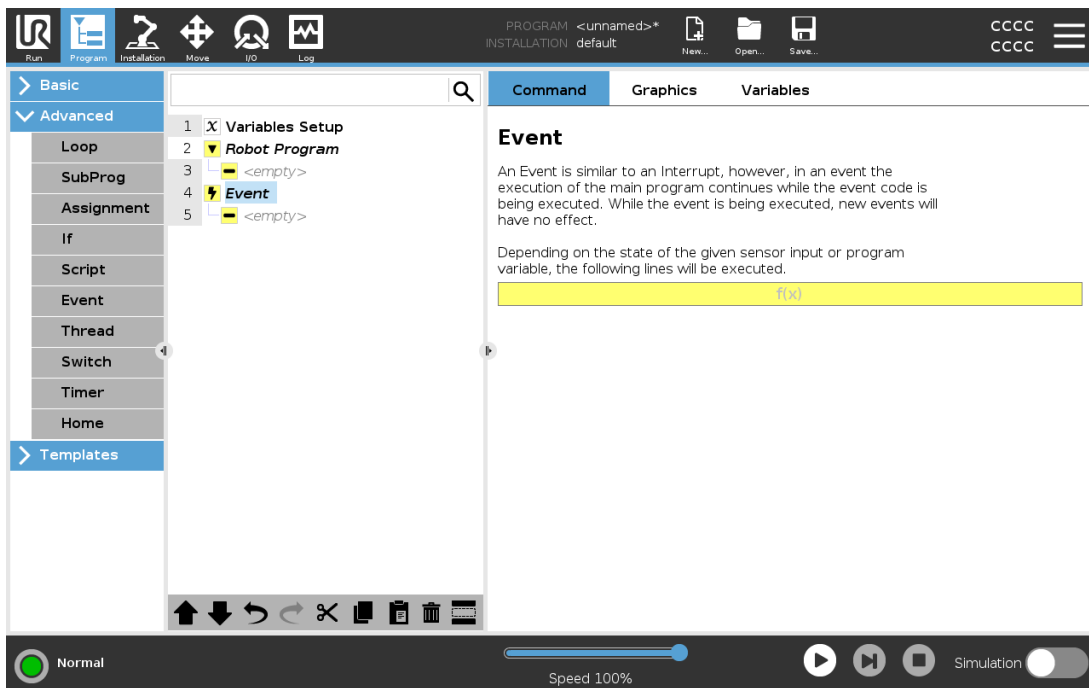 UR
Run
Program
Installation
Move
I/O
Log
PROGRAM <unnamed>*
INSTALLATION default
New...
Open...
Save...
CCCC
CCCC
Basic
Advanced
Loop
SubProg
Assignment
If
Script
Event
Thread
Switch
Timer
Home
Templates
1 X Variables Setup
2 Robot Program
3 <empty>
4 Event
5 <empty>
Command Graphics Variables
Event
An Event is similar to an Interrupt, however, in an event the
execution of the main program continues while the event code is
being executed. While the event is being executed, new events will
have no effect.
Depending on the state of the given sensor input or program
variable, the following lines will be executed.
f(x)
Normal
Speed 100%
Simulation